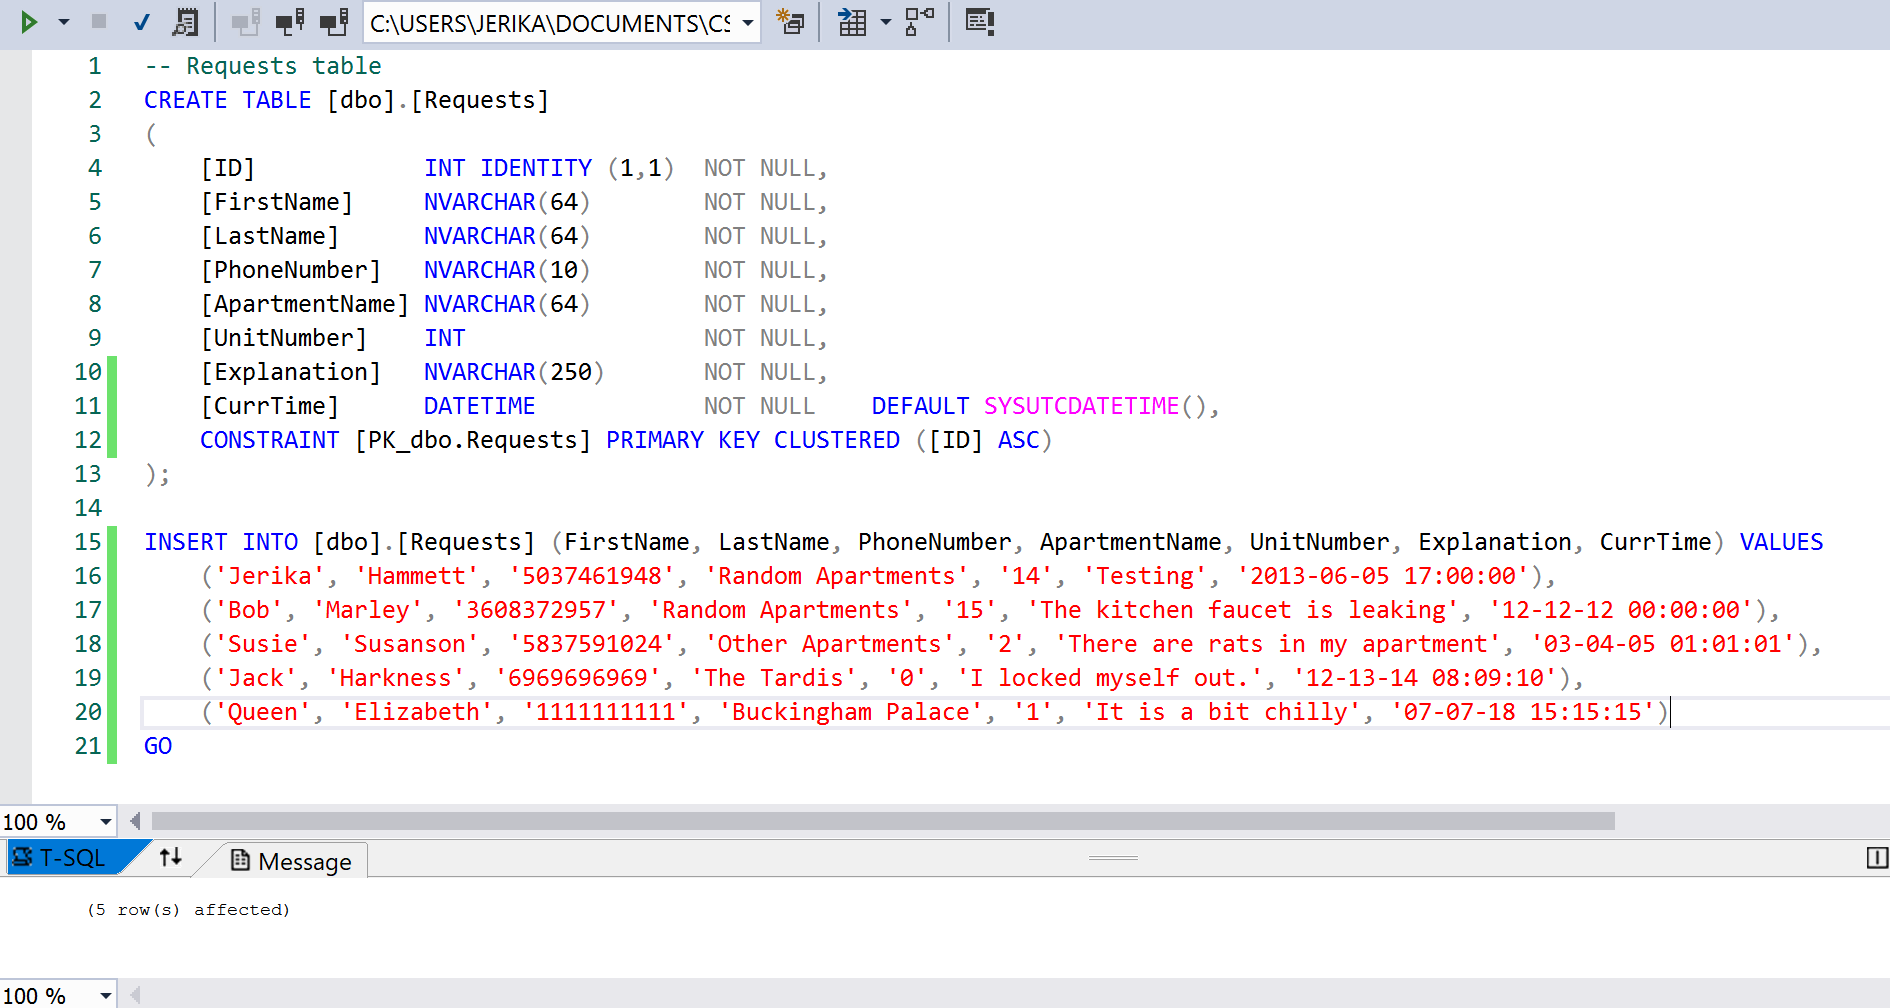 C:\USERS\JERIKA\DOCUMENTS\CS
1 -- Requests table
2 CREATE TABLE [dbo].[Requests]
3 (
4 [ID] INT IDENTITY (1,1) NOT NULL,
5 [FirstName] NVARCHAR(64) NOT NULL,
6 [LastName] NVARCHAR(64) NOT NULL,
7 [PhoneNumber] NVARCHAR(10) NOT NULL,
8 [ApartmentName] NVARCHAR(64) NOT NULL,
9 [UnitNumber] INT NOT NULL,
10 [Explanation] NVARCHAR(250) NOT NULL,
11 [CurrTime] DATETIME NOT NULL DEFAULT SYSUTCDATETIME(),
12 CONSTRAINT [PK_dbo.Requests] PRIMARY KEY CLUSTERED ([ID] ASC)
13 );
14
15 INSERT INTO [dbo].[Requests] (FirstName, LastName, PhoneNumber, ApartmentName, UnitNumber, Explanation, CurrTime) VALUES
16 ('Jerika', 'Hammett', '5037461948', 'Random Apartments', '14', 'Testing', '2013-06-05 17:00:00'),
17 ('Bob', 'Marley', '3608372957', 'Random Apartments', '15', 'The kitchen faucet is leaking', '12-12-12 00:00:00'),
18 ('Susie', 'Susanson', '5837591024', 'Other Apartments', '2', 'There are rats in my apartment', '03-04-05 01:01:01'),
19 ('Jack', 'Harkness', '6969696969', 'The Tardis', '0', 'I locked myself out.', '12-13-14 08:09:10'),
20 ('Queen', 'Elizabeth', '1111111111', 'Buckingham Palace', '1', 'It is a bit chilly', '07-07-18 15:15:15')
21 GO
100 %
T-SQL Message
(5 row(s) affected)
100 %